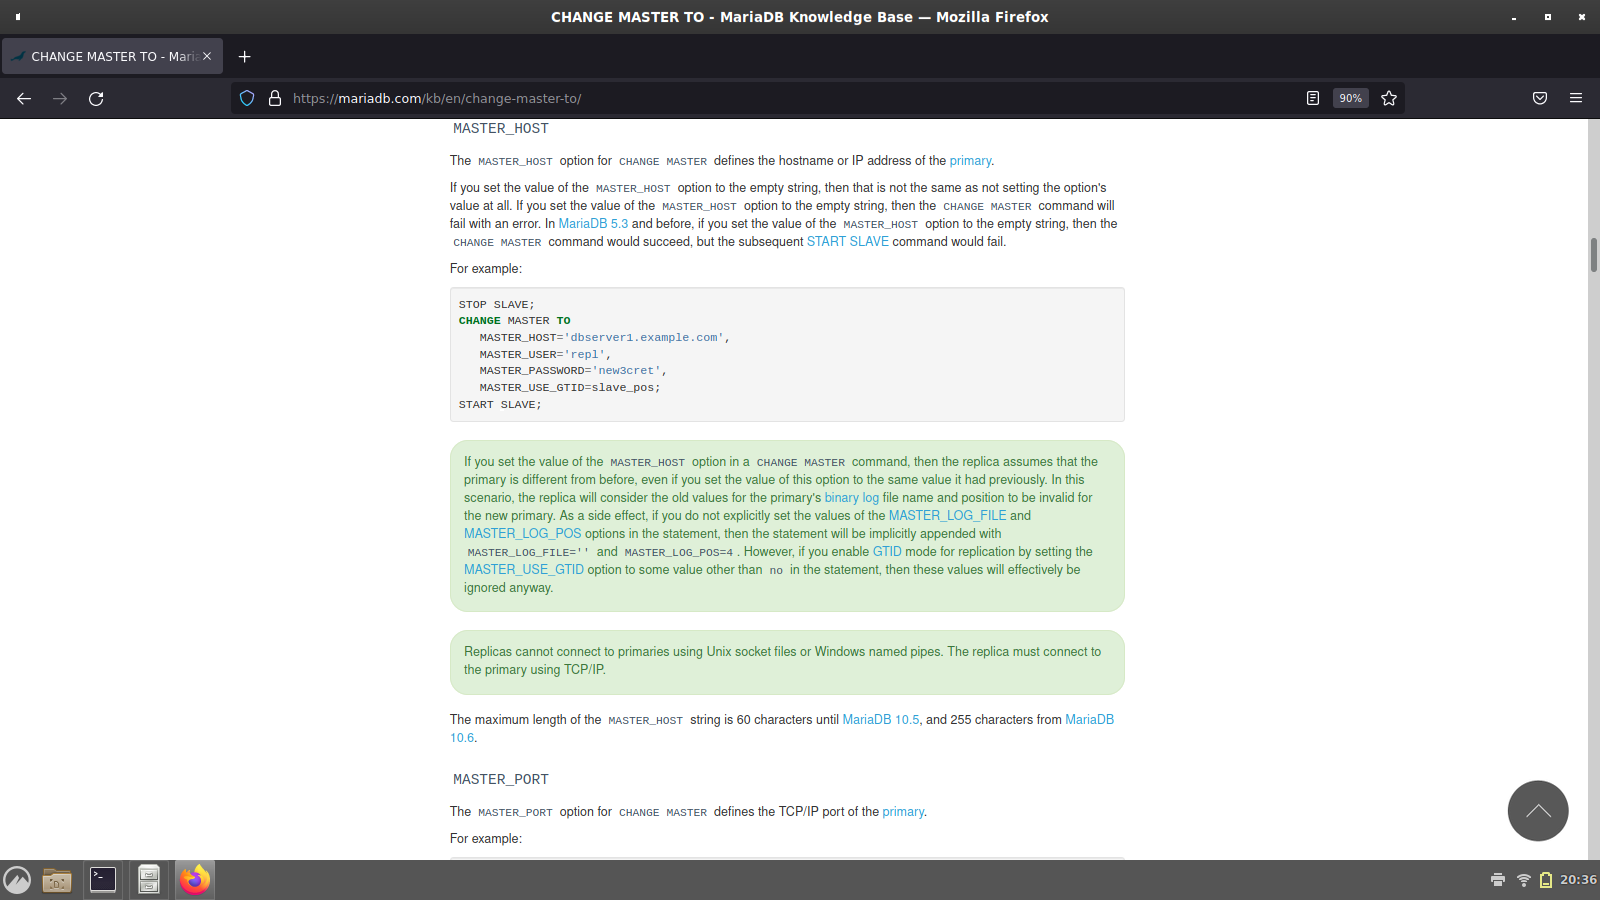 CHANGE MASTER TO - MariaDB Knowledge Base — Mozilla Firefox
CHANGE MASTER TO - Maria
https://mariadb.com/kb/en/change-master-to/
90%
MASTER_HOST
The MASTER_HOST option for CHANGE MASTER defines the hostname or IP address of the primary.
If you set the value of the MASTER_HOST option to the empty string, then that is not the same as not setting the option's
value at all. If you set the value of the MASTER_HOST option to the empty string, then the CHANGE MASTER command will
fail with an error. In MariaDB 5.3 and before, if you set the value of the MASTER_HOST option to the empty string, then the
CHANGE MASTER command would succeed, but the subsequent START SLAVE command would fail.
For example:
STOP SLAVE;
CHANGE MASTER TO
MASTER_HOST='dbserver1.example.com',
MASTER_USER='repl',
MASTER_PASSWORD='new3cret',
MASTER_USE_GTID=slave_pos;
START SLAVE;
If you set the value of the MASTER_HOST option in a CHANGE MASTER command, then the replica assumes that the
primary is different from before, even if you set the value of this option to the same value it had previously. In this
scenario, the replica will consider the old values for the primary's binary log file name and position to be invalid for
the new primary. As a side effect, if you do not explicitly set the values of the MASTER_LOG_FILE and
MASTER_LOG_POS options in the statement, then the statement will be implicitly appended with
MASTER_LOG_FILE='' and MASTER_LOG_POS=4 . However, if you enable GTID mode for replication by setting the
MASTER_USE_GTID option to some value other than no in the statement, then these values will effectively be
ignored anyway.
Replicas cannot connect to primaries using Unix socket files or Windows named pipes. The replica must connect to
the primary using TCP/IP.
The maximum length of the MASTER_HOST string is 60 characters until MariaDB 10.5, and 255 characters from MariaDB
10.6.
MASTER_PORT
The MASTER_PORT option for CHANGE MASTER defines the TCP/IP port of the primary.
For example:
20:36